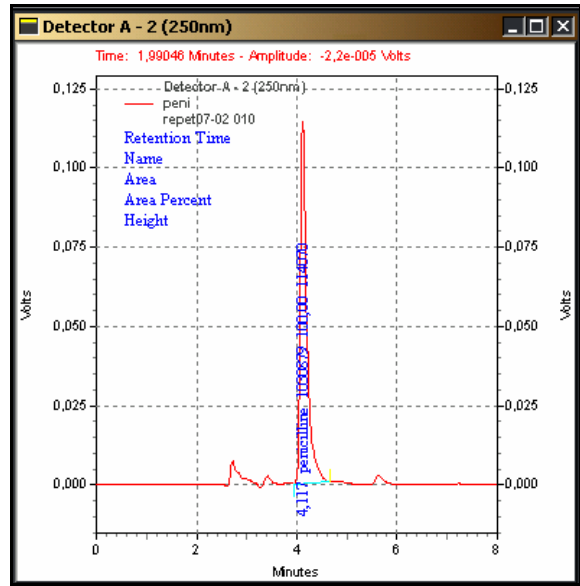 Detector A - 2 (250nm)
Time: 1,99046 Minutes - Amplitude: -2,2e-005 Volts
Detector A - 2 (250nm)
peni
repet07-02 010
Retention Time
Name
Area
Area Percent
Height
0,125 0,125
0,100 0,100
0,075 0,075
0,050 0,050
0,025 0,025
0,000 0,000
Volts
Volts
4,117 penicilline 100,00
0 2 4 6 8
Minutes